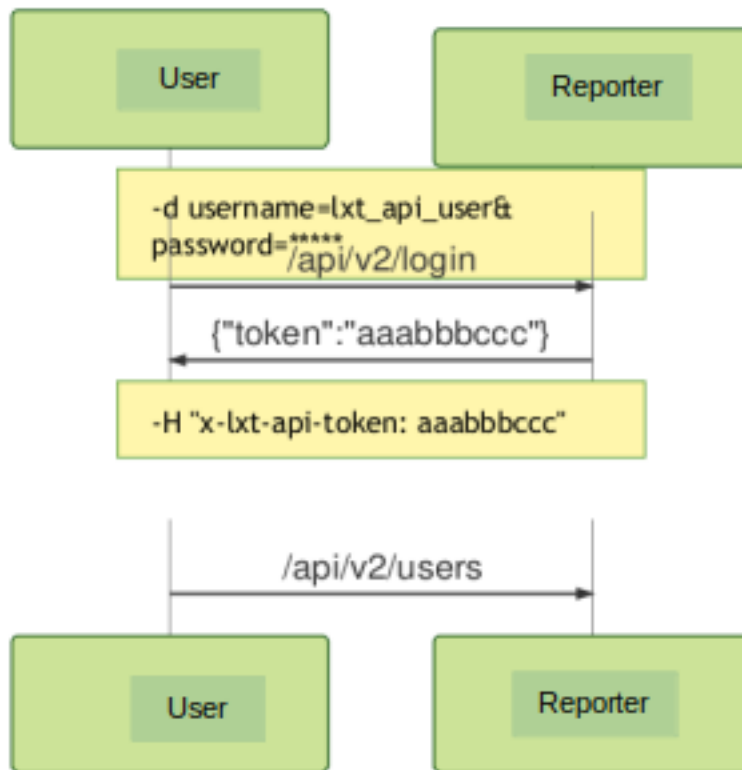 User
Reporter
-d username=lxt_api_user&
password=*****
/api/v2/login
{"token":"aaabbbccc"}
-H "x-lxt-api-token: aaabbbccc"
/api/v2/users
User
Reporter